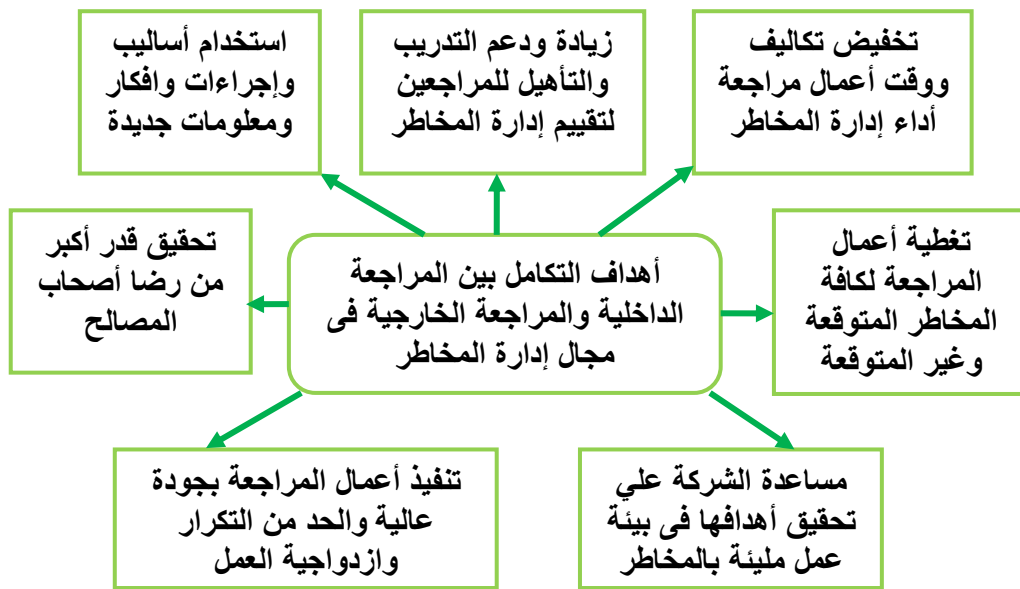 تخفيض تكاليف
ووقت أعمال مراجعة
أداء إدارة المخاطر
زيادة ودعم التدريب
والتأهيل للمراجعين
لتقييم إدارة المخاطر
استخدام أساليب
وإجراءات وافكار
ومعلومات جديدة
تغطية أعمال
المراجعة لكافة
المخاطر المتوقعة
وغير المتوقعة
أهداف التكامل بين المراجعة
الداخلية والمراجعة الخارجية فى
مجال إدارة المخاطر
تحقيق قدر أكبر
من رضا أصحاب
المصالح
مساعدة الشركة علي
تحقيق أهدافها فى بيئة
عمل مليئة بالمخاطر
تنفيذ أعمال المراجعة بجودة
عالية والحد من التكرار
وازدواجية العمل